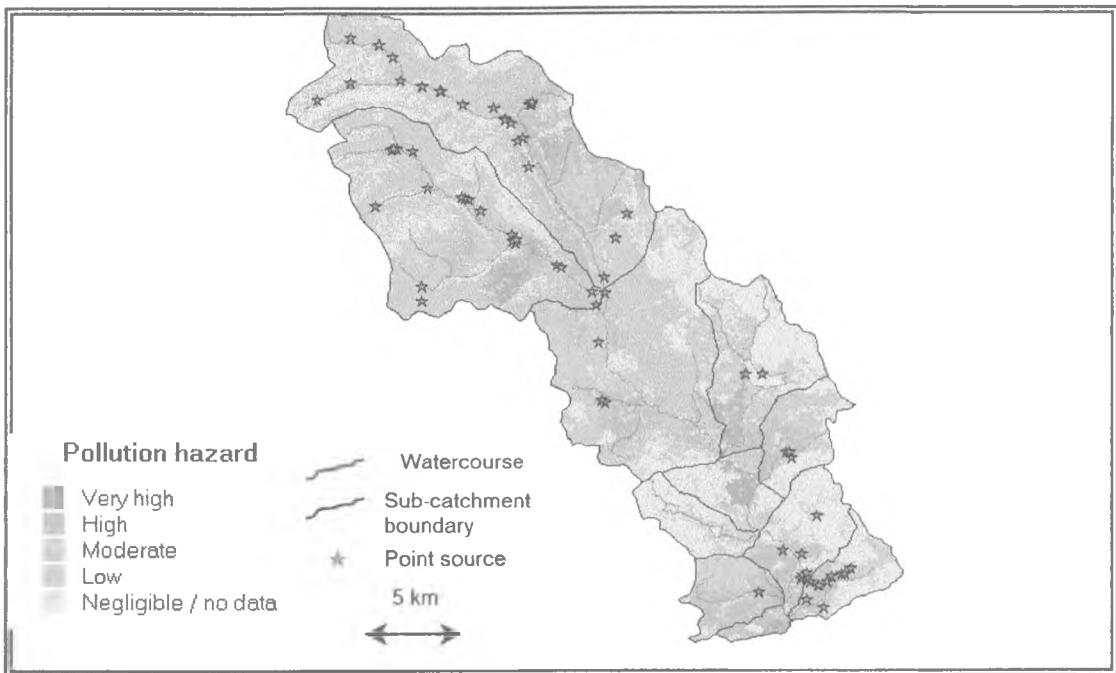 Pollution hazard
Very high
High
Moderate
Low
Negligible / no data
Watercourse
Sub-catchment
boundary
Point source
5 km